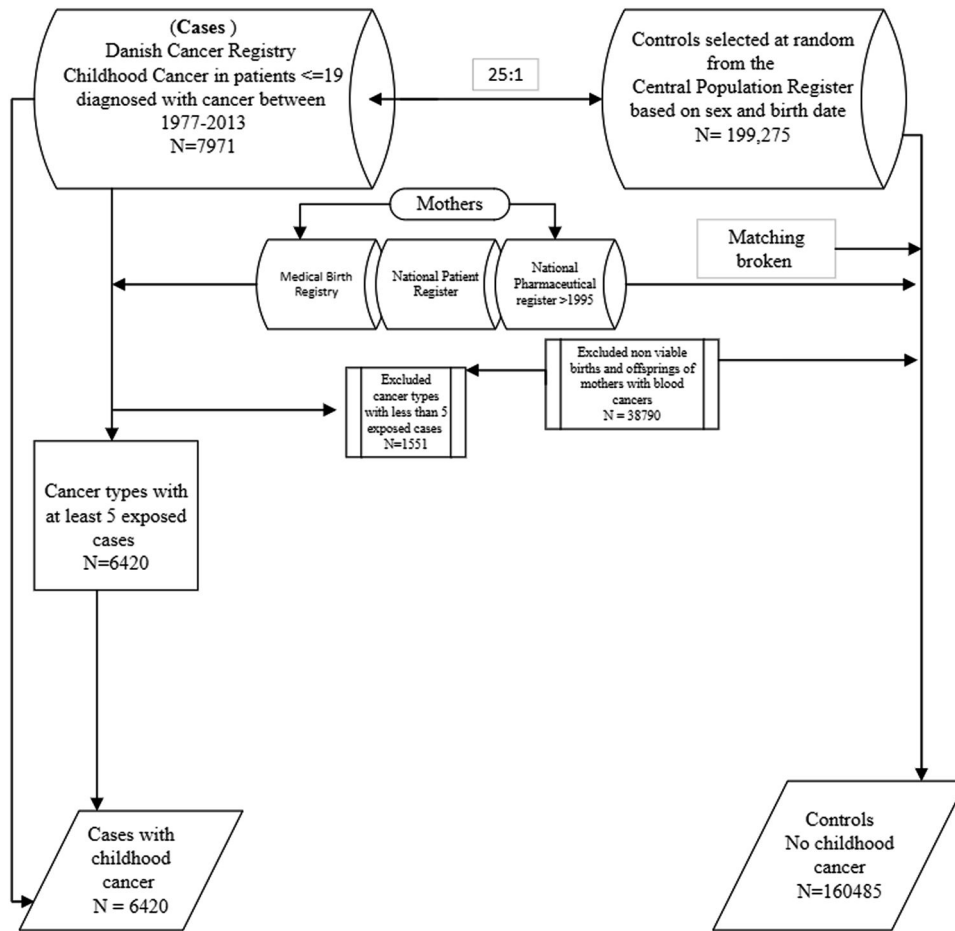 (Cases )
Danish Cancer Registry
Childhood Cancer in patients <=19
diagnosed with cancer between
1977-2013
N=7971
25:1
Controls selected at random
from the
Central Population Register
based on sex and birth date
N= 199,275
Mothers
Medical Birth
Registry
National Patient
Register
National
Pharmaceutical
register >1995
Matching
broken
Excluded
cancer types
with less than 5
exposed cases
N=1551
Excluded non viable
births and offsprings of
mothers with blood
cancers
N = 38790
Cancer types with
at least 5 exposed
cases
N=6420
Cases with
childhood
cancer
N = 6420
Controls
No childhood
cancer
N=160485